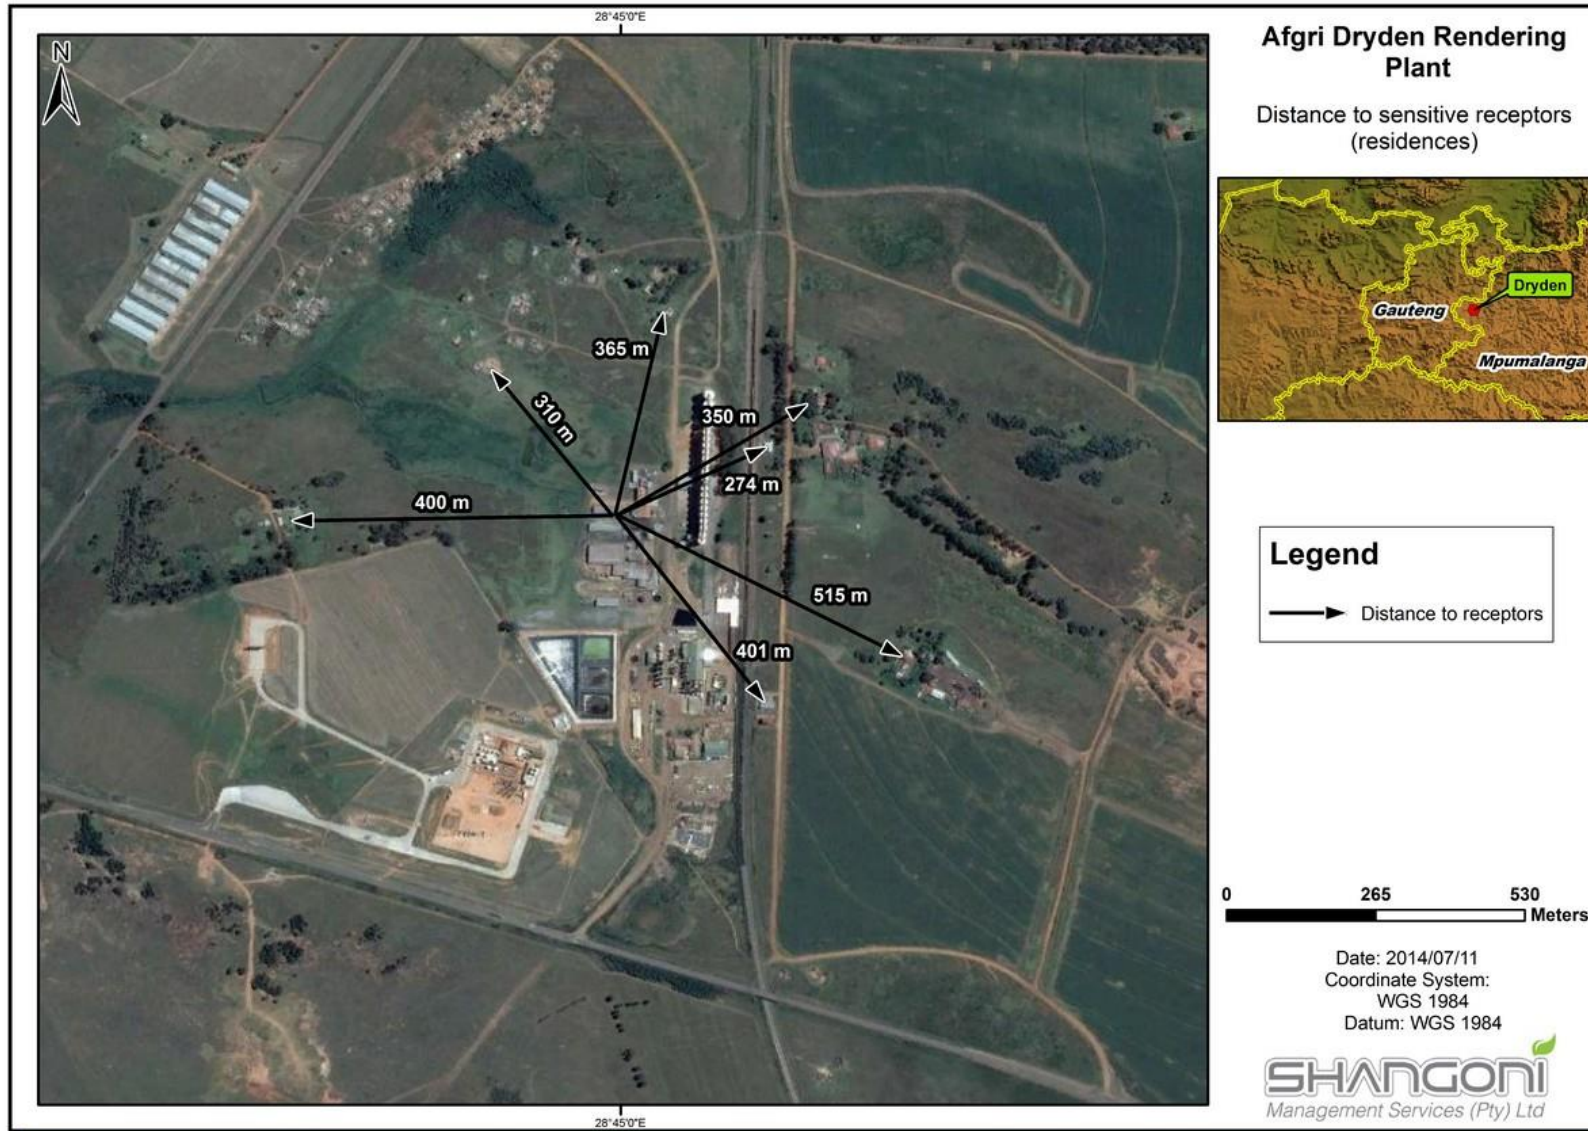 28°45'0"E
Afgri Dryden Rendering
Plant
Distance to sensitive receptors
(residences)
N
Dryden
Gauteng
Mpumalanga
365 m
310 m
350 m
274 m
400 m
515 m
401 m
Legend
Distance to receptors
0 265 530
Meters
Date: 2014/07/11
Coordinate System:
WGS 1984
Datum: WGS 1984
SHANGONI
Management Services (Pty) Ltd
28°45'0"E